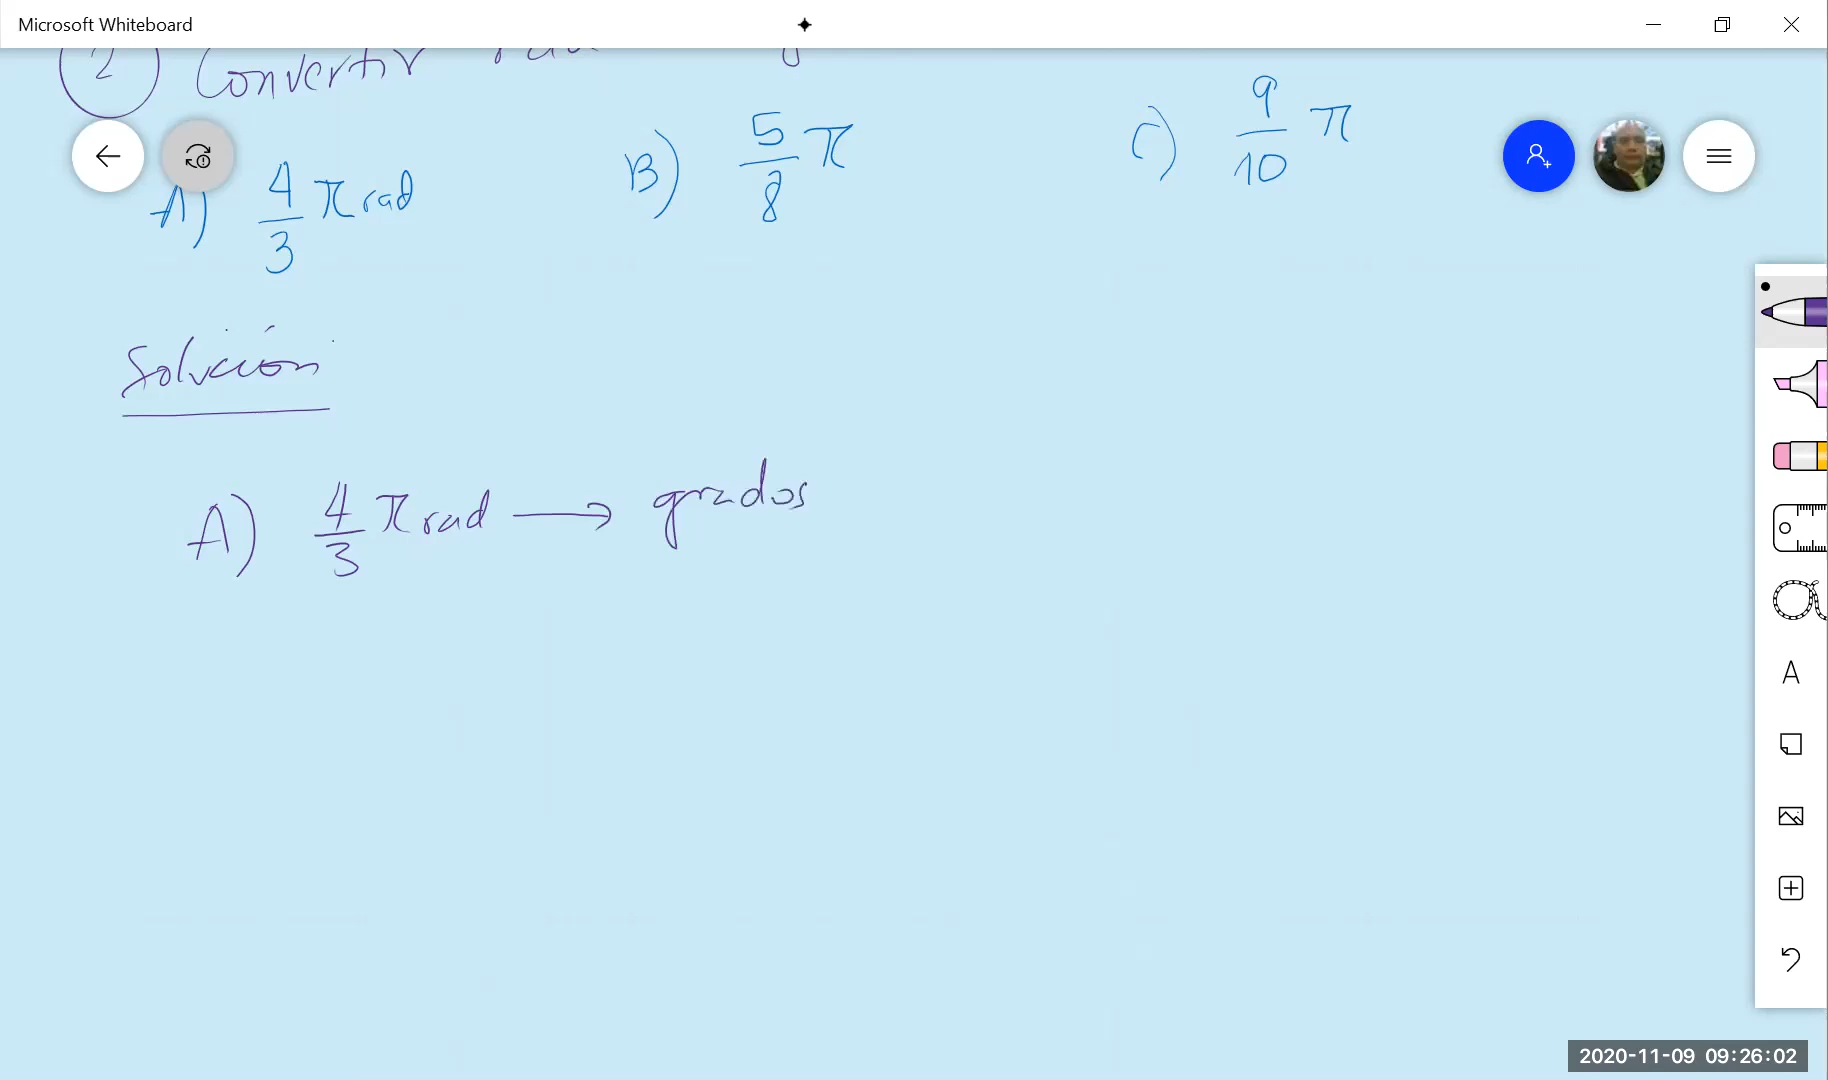 Microsoft Whiteboard
2 Convertir
A) 4/3 π rad B) 5/8 π C) 9/10 π
Solución
A) 4/3 π rad → grados
A
2020-11-09 09:26:02